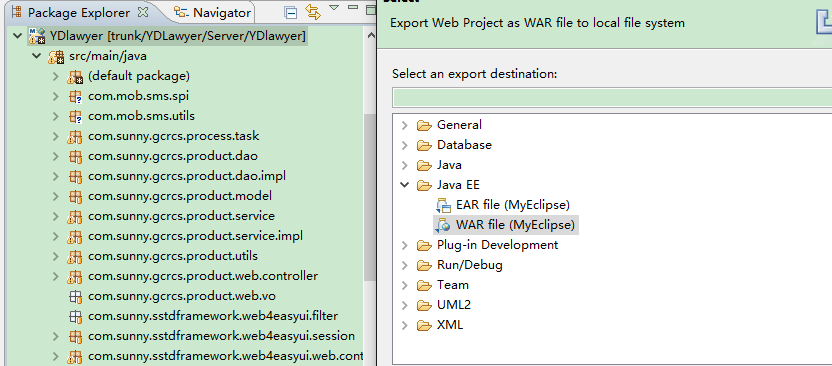 Package Explorer
Navigator
YDlawyer [trunk/YDLawyer/Server/YDlawyer]
src/main/java
(default package)
com.mob.sms.spi
com.mob.sms.utils
com.sunny.gcrcs.process.task
com.sunny.gcrcs.product.dao
com.sunny.gcrcs.product.dao.impl
com.sunny.gcrcs.product.model
com.sunny.gcrcs.product.service
com.sunny.gcrcs.product.service.impl
com.sunny.gcrcs.product.utils
com.sunny.gcrcs.product.web.controller
com.sunny.gcrcs.product.web.vo
com.sunny.sstdframework.web4easyui.filter
com.sunny.sstdframework.web4easyui.session
com.sunny.sstdframework.web4easyui.web.cont
Select
Export Web Project as WAR file to local file system
Select an export destination:
General
Database
Java
Java EE
EAR file (MyEclipse)
WAR file (MyEclipse)
Plug-in Development
Run/Debug
Team
UML2
XML